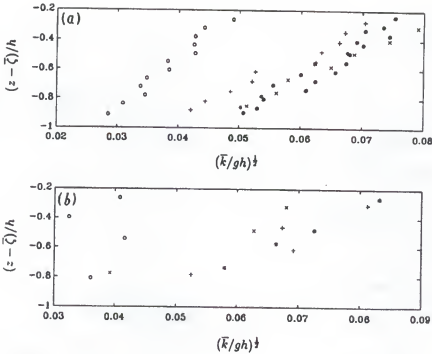 (a)
−0.2
−0.4
−0.6
−0.8
−1
(z − ζ̄)/h
0.02 0.03 0.04 0.05 0.06 0.07 0.08
(k̄/gh)^½
(b)
−0.2
−0.4
−0.6
−0.8
−1
(z − ζ̄)/h
0.03 0.04 0.05 0.06 0.07 0.08 0.09
(k̄/gh)^½